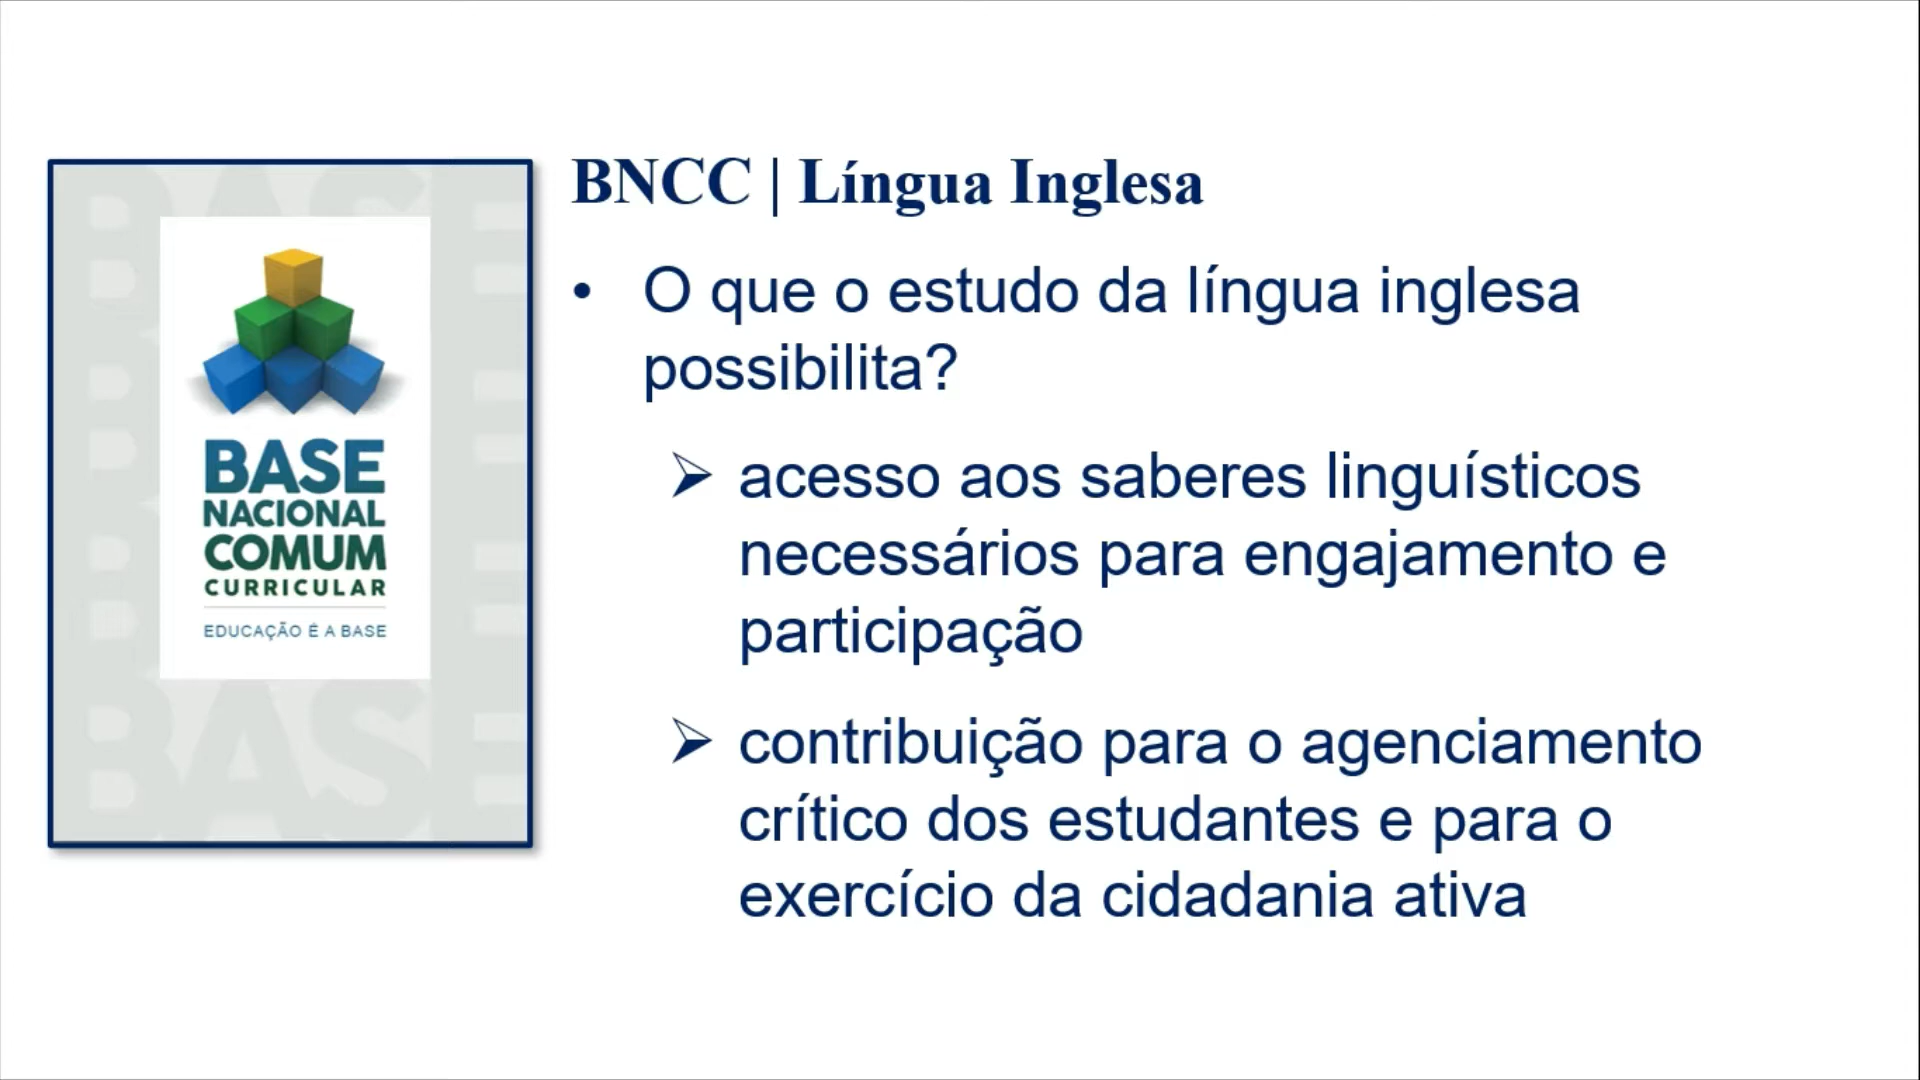 BASE
NACIONAL
COMUM
CURRICULAR
EDUCAÇÃO É A BASE
BNCC | Língua Inglesa
• O que o estudo da língua inglesa
possibilita?
➢ acesso aos saberes linguísticos
necessários para engajamento e
participação
➢ contribuição para o agenciamento
crítico dos estudantes e para o
exercício da cidadania ativa